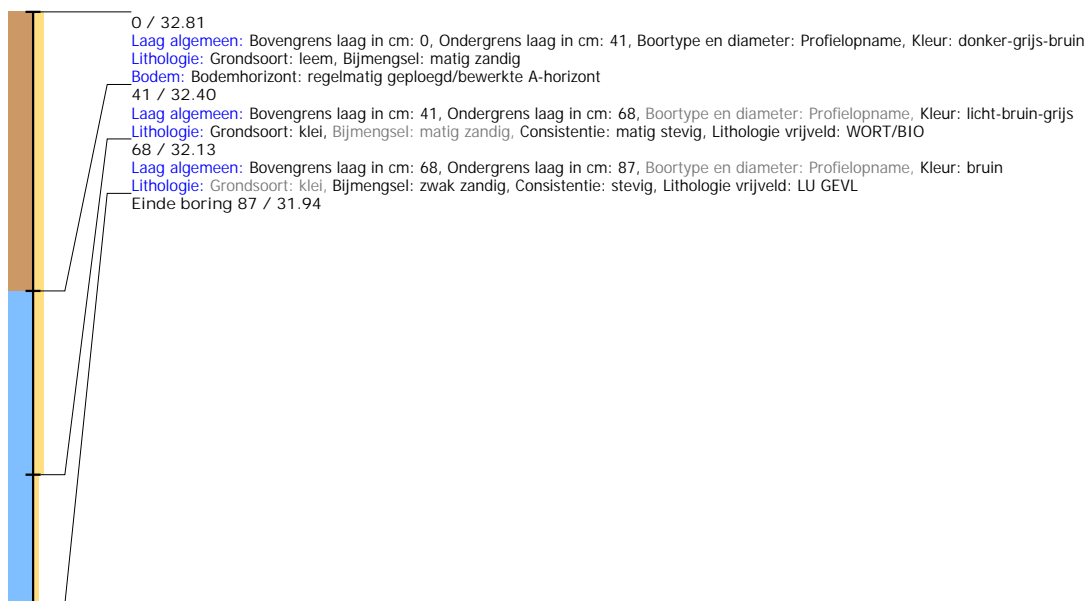 0 / 32.81
Laag algemeen: Bovengrens laag in cm: 0, Ondergrens laag in cm: 41, Boortype en diameter: Profielopname, Kleur: donker-grijs-bruin
Lithologie: Grondsoort: leem, Bijmengsel: matig zandig
Bodem: Bodemhorizont: regelmatig geploegd/bewerkte A-horizont
41 / 32.40
Laag algemeen: Bovengrens laag in cm: 41, Ondergrens laag in cm: 68, Boortype en diameter: Profielopname, Kleur: licht-bruin-grijs
Lithologie: Grondsoort: klei, Bijmengsel: matig zandig, Consistentie: matig stevig, Lithologie vrijveld: WORT/BIO
68 / 32.13
Laag algemeen: Bovengrens laag in cm: 68, Ondergrens laag in cm: 87, Boortype en diameter: Profielopname, Kleur: bruin
Lithologie: Grondsoort: klei, Bijmengsel: zwak zandig, Consistentie: stevig, Lithologie vrijveld: LU GEVL
Einde boring 87 / 31.94